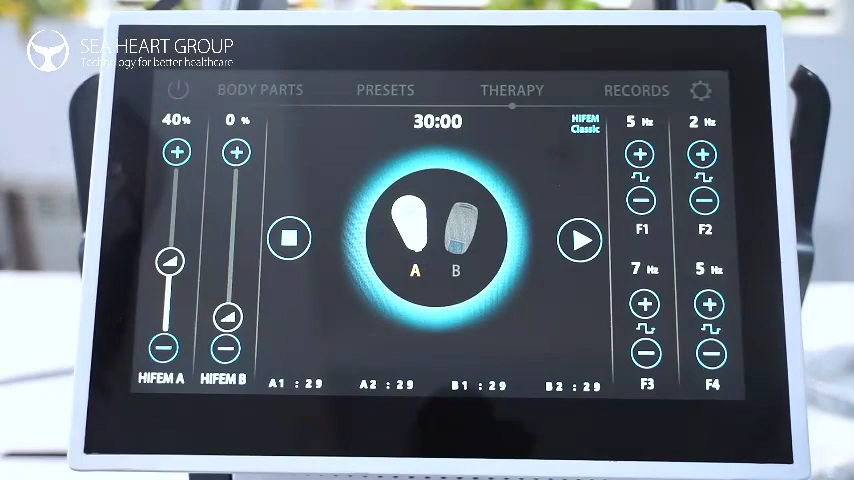 SEA HEART GROUP
Technology for better healthcare
BODY PARTS PRESETS THERAPY RECORDS
40% 0 % 30:00 HIFEM Classic 5 Hz 2 Hz
F1 F2
A B
7 Hz 5 Hz
HIFEM A HIFEM B A1 : 29 A2 : 29 B1 : 29 B2 : 29 F3 F4